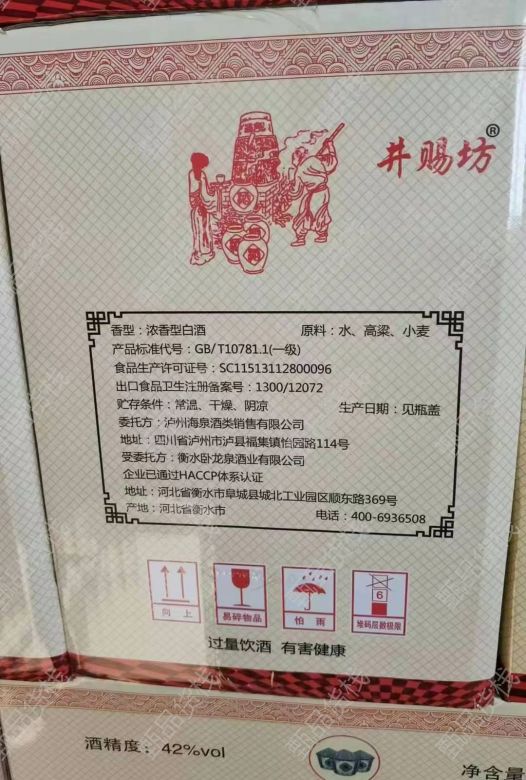 井赐坊®
酒
酒
酒
香型：浓香型白酒 原料：水、高粱、小麦
产品标准代号：GB/T10781.1(一级)
食品生产许可证号：SC11513112800096
出口食品卫生注册备案号：1300/12072
贮存条件：常温、干燥、阴凉 生产日期：见瓶盖
委托方：泸州海泉酒类销售有限公司
地址：四川省泸州市泸县福集镇怡园路114号
受委托方：衡水卧龙泉酒业有限公司
企业已通过HACCP体系认证
地址：河北省衡水市阜城县城北工业园区顺东路369号
产地：河北省衡水市 电话：400-6936508
向上 易碎物品 怕雨 6 堆码层数极限
过量饮酒 有害健康
酒精度：42%vol
净含量